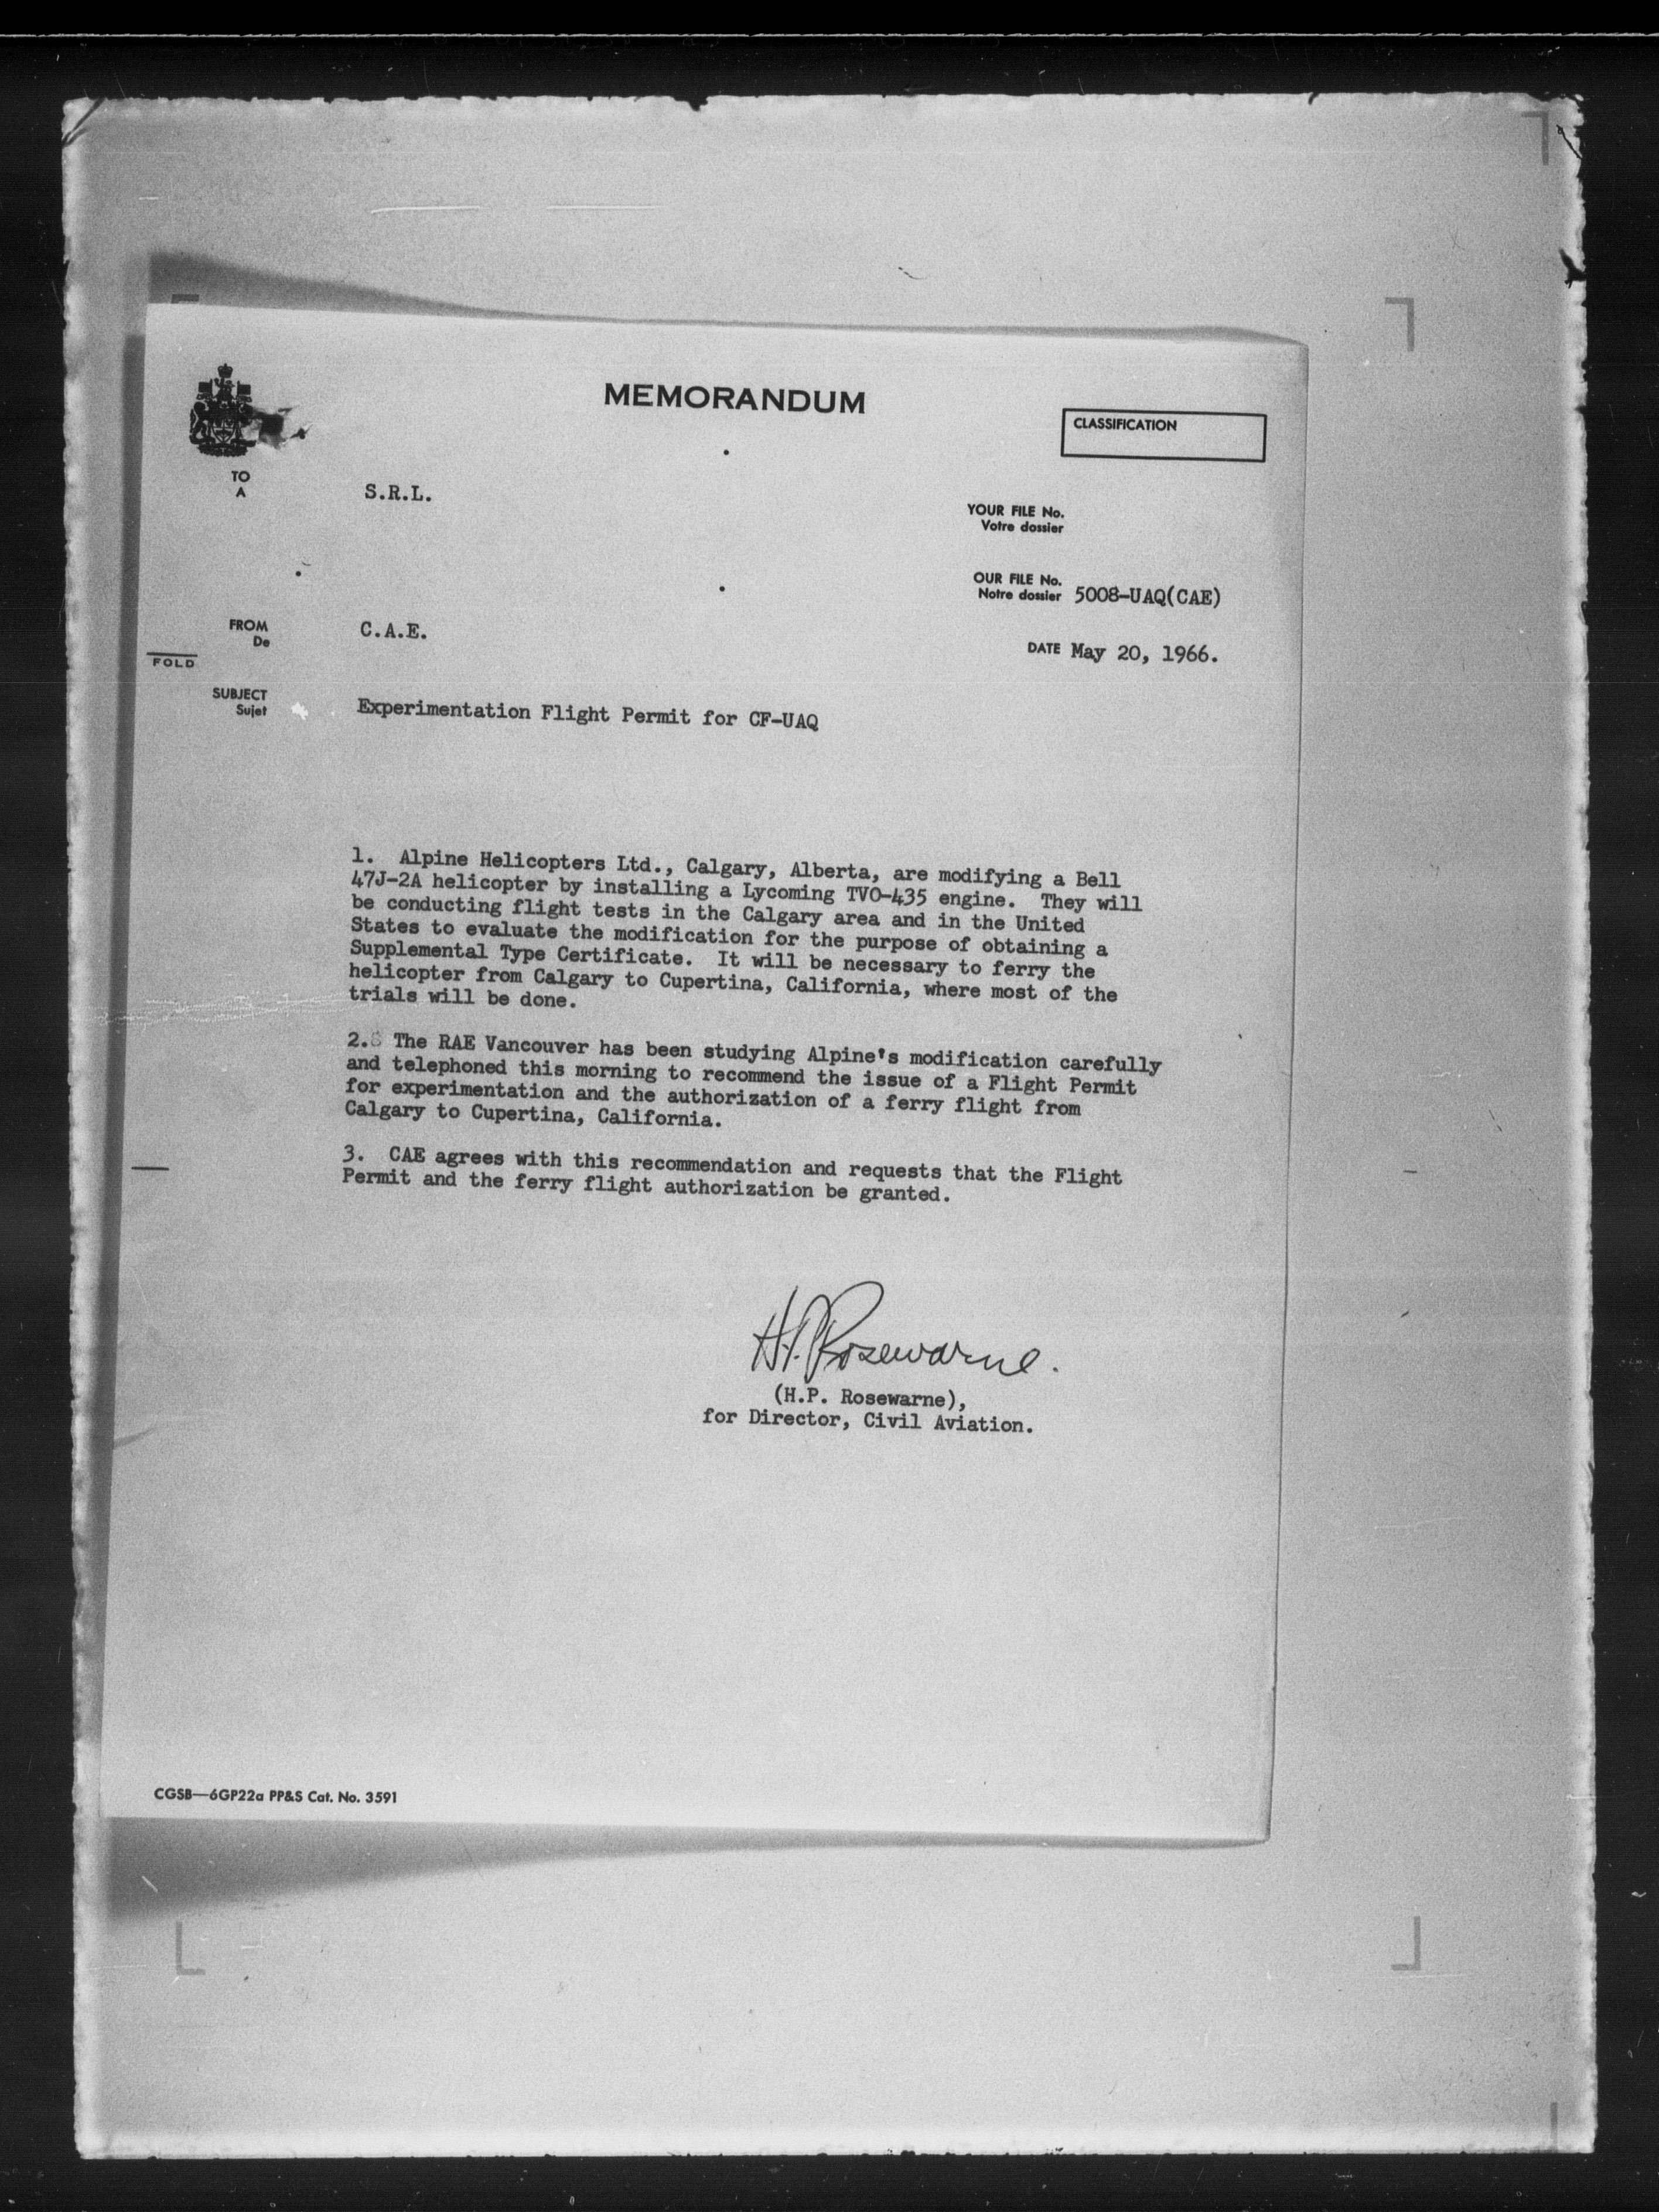 MEMORANDUM
CLASSIFICATION
TO
A
S.R.L.
YOUR FILE No.
Votre dossier
OUR FILE No.
Notre dossier 5008-UAQ(CAE)
FROM
De
C.A.E.
DATE May 20, 1966.
FOLD
SUBJECT
Sujet
Experimentation Flight Permit for CF-UAQ
1. Alpine Helicopters Ltd., Calgary, Alberta, are modifying a Bell
47J-2A helicopter by installing a Lycoming TVO-435 engine. They will
be conducting flight tests in the Calgary area and in the United
States to evaluate the modification for the purpose of obtaining a
Supplemental Type Certificate. It will be necessary to ferry the
helicopter from Calgary to Cupertina, California, where most of the
trials will be done.
2. The RAE Vancouver has been studying Alpine's modification carefully
and telephoned this morning to recommend the issue of a Flight Permit
for experimentation and the authorization of a ferry flight from
Calgary to Cupertina, California.
3. CAE agrees with this recommendation and requests that the Flight
Permit and the ferry flight authorization be granted.
H.P. Rosewarne.
(H.P. Rosewarne),
for Director, Civil Aviation.
CGSB—6GP22a PP&S Cat. No. 3591